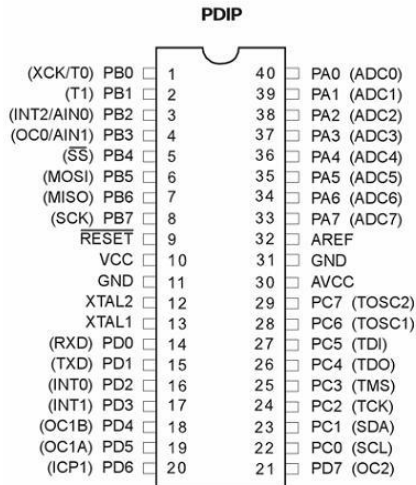 PDIP
(XCK/T0) PB0 1 40 PA0 (ADC0)
(T1) PB1 2 39 PA1 (ADC1)
(INT2/AIN0) PB2 3 38 PA2 (ADC2)
(OC0/AIN1) PB3 4 37 PA3 (ADC3)
(SS) PB4 5 36 PA4 (ADC4)
(MOSI) PB5 6 35 PA5 (ADC5)
(MISO) PB6 7 34 PA6 (ADC6)
(SCK) PB7 8 33 PA7 (ADC7)
RESET 9 32 AREF
VCC 10 31 GND
GND 11 30 AVCC
XTAL2 12 29 PC7 (TOSC2)
XTAL1 13 28 PC6 (TOSC1)
(RXD) PD0 14 27 PC5 (TDI)
(TXD) PD1 15 26 PC4 (TDO)
(INT0) PD2 16 25 PC3 (TMS)
(INT1) PD3 17 24 PC2 (TCK)
(OC1B) PD4 18 23 PC1 (SDA)
(OC1A) PD5 19 22 PC0 (SCL)
(ICP1) PD6 20 21 PD7 (OC2)